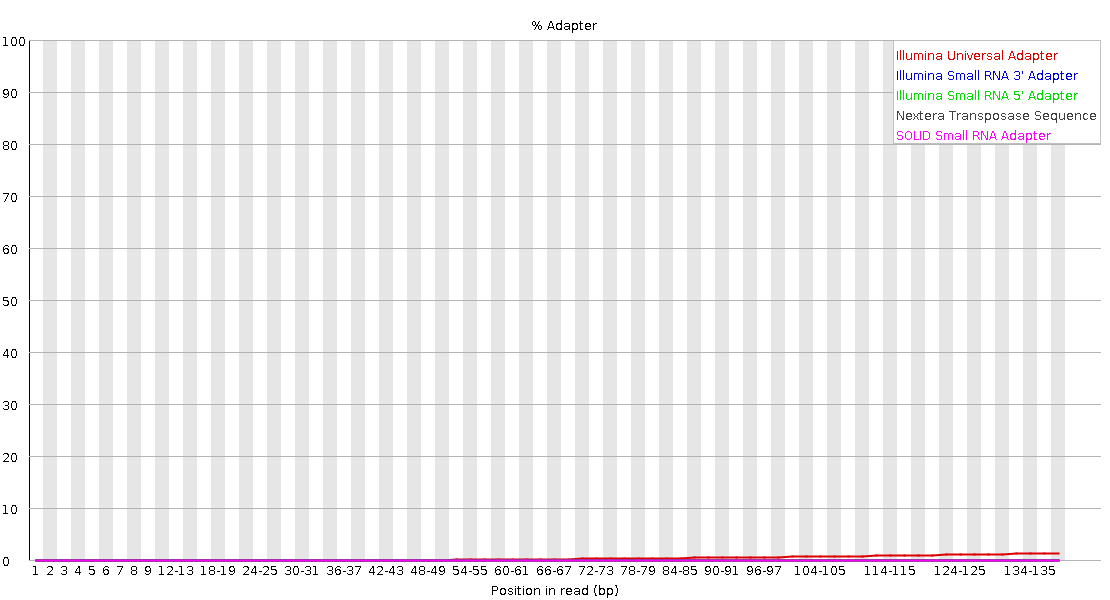 % Adapter
100
90
80
70
60
50
40
30
20
10
0
Illumina Universal Adapter
Illumina Small RNA 3' Adapter
Illumina Small RNA 5' Adapter
Nextera Transposase Sequence
SOLID Small RNA Adapter
1 2 3 4 5 6 7 8 9 12-13 18-19 24-25 30-31 36-37 42-43 48-49 54-55 60-61 66-67 72-73 78-79 84-85 90-91 96-97 104-105 114-115 124-125 134-135
Position in read (bp)